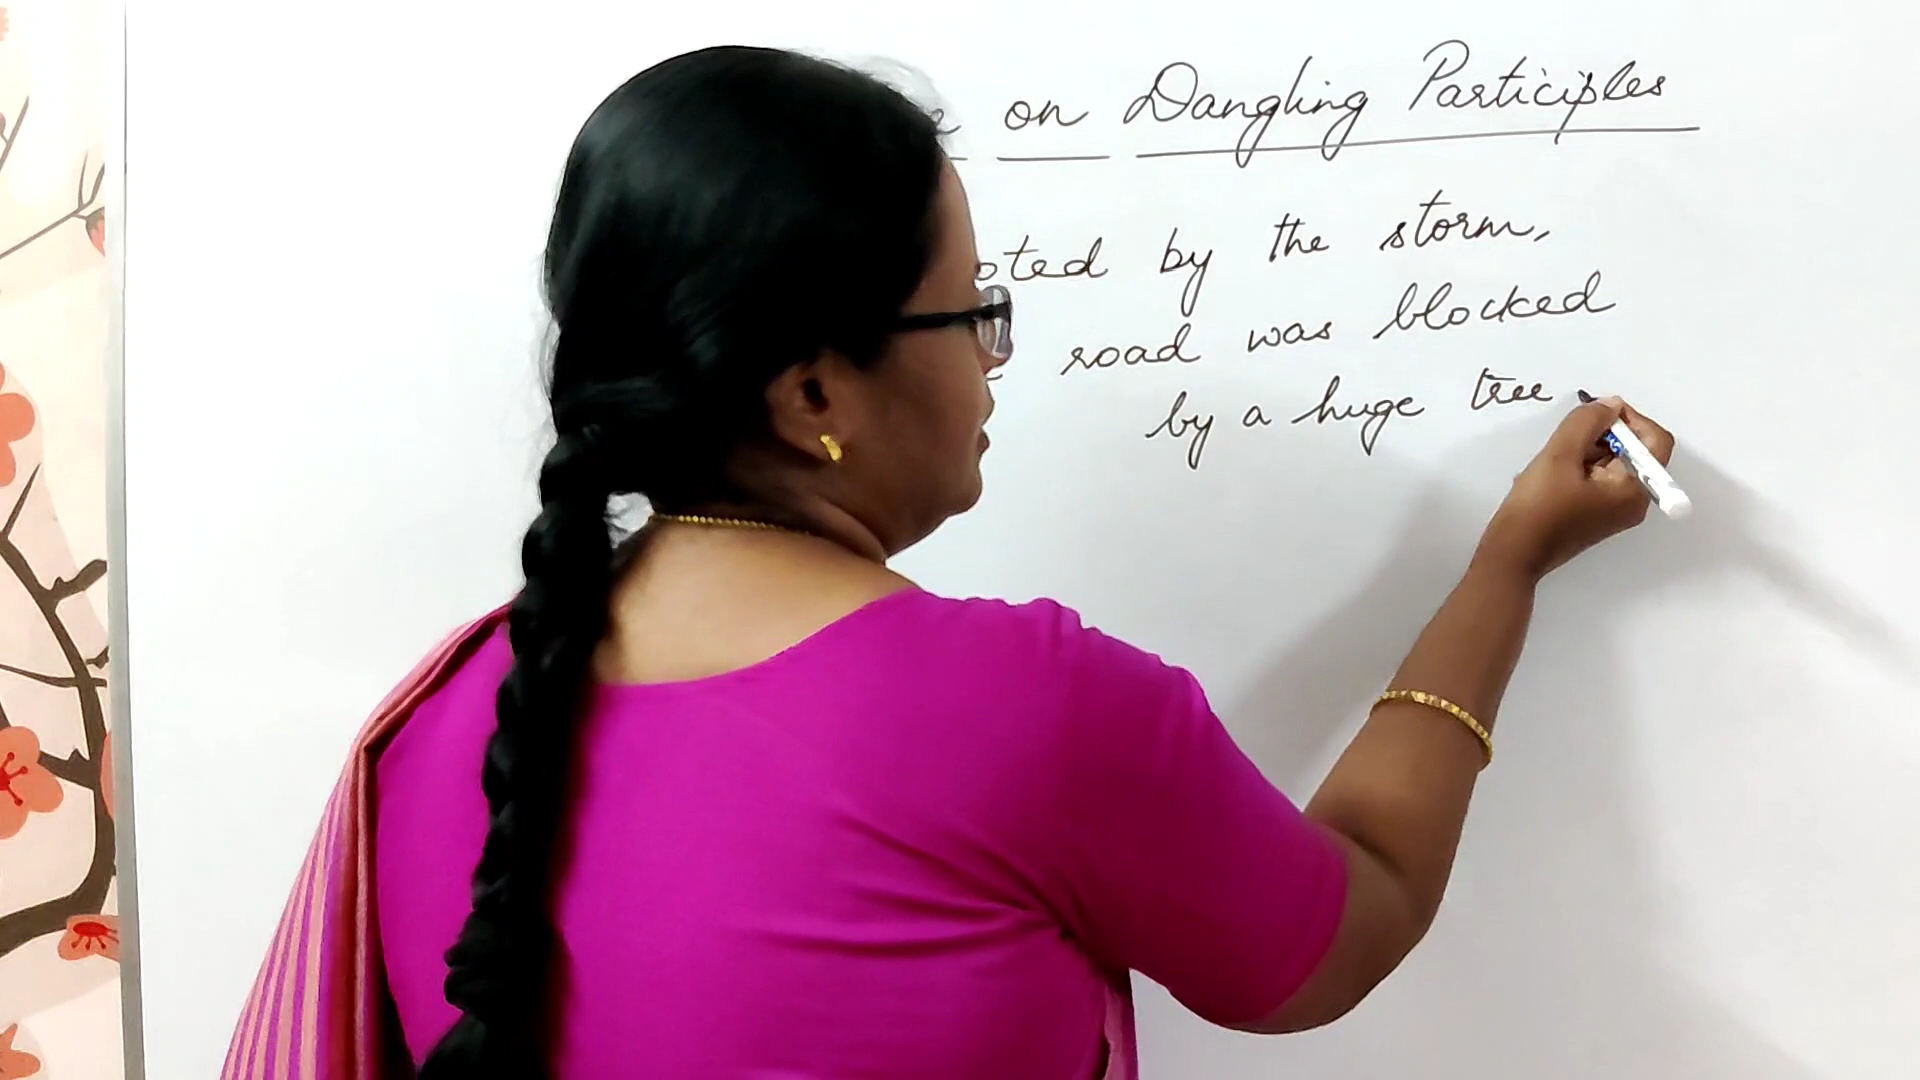 on Dangling Participles
by the storm,
road was blocked
by a huge tree